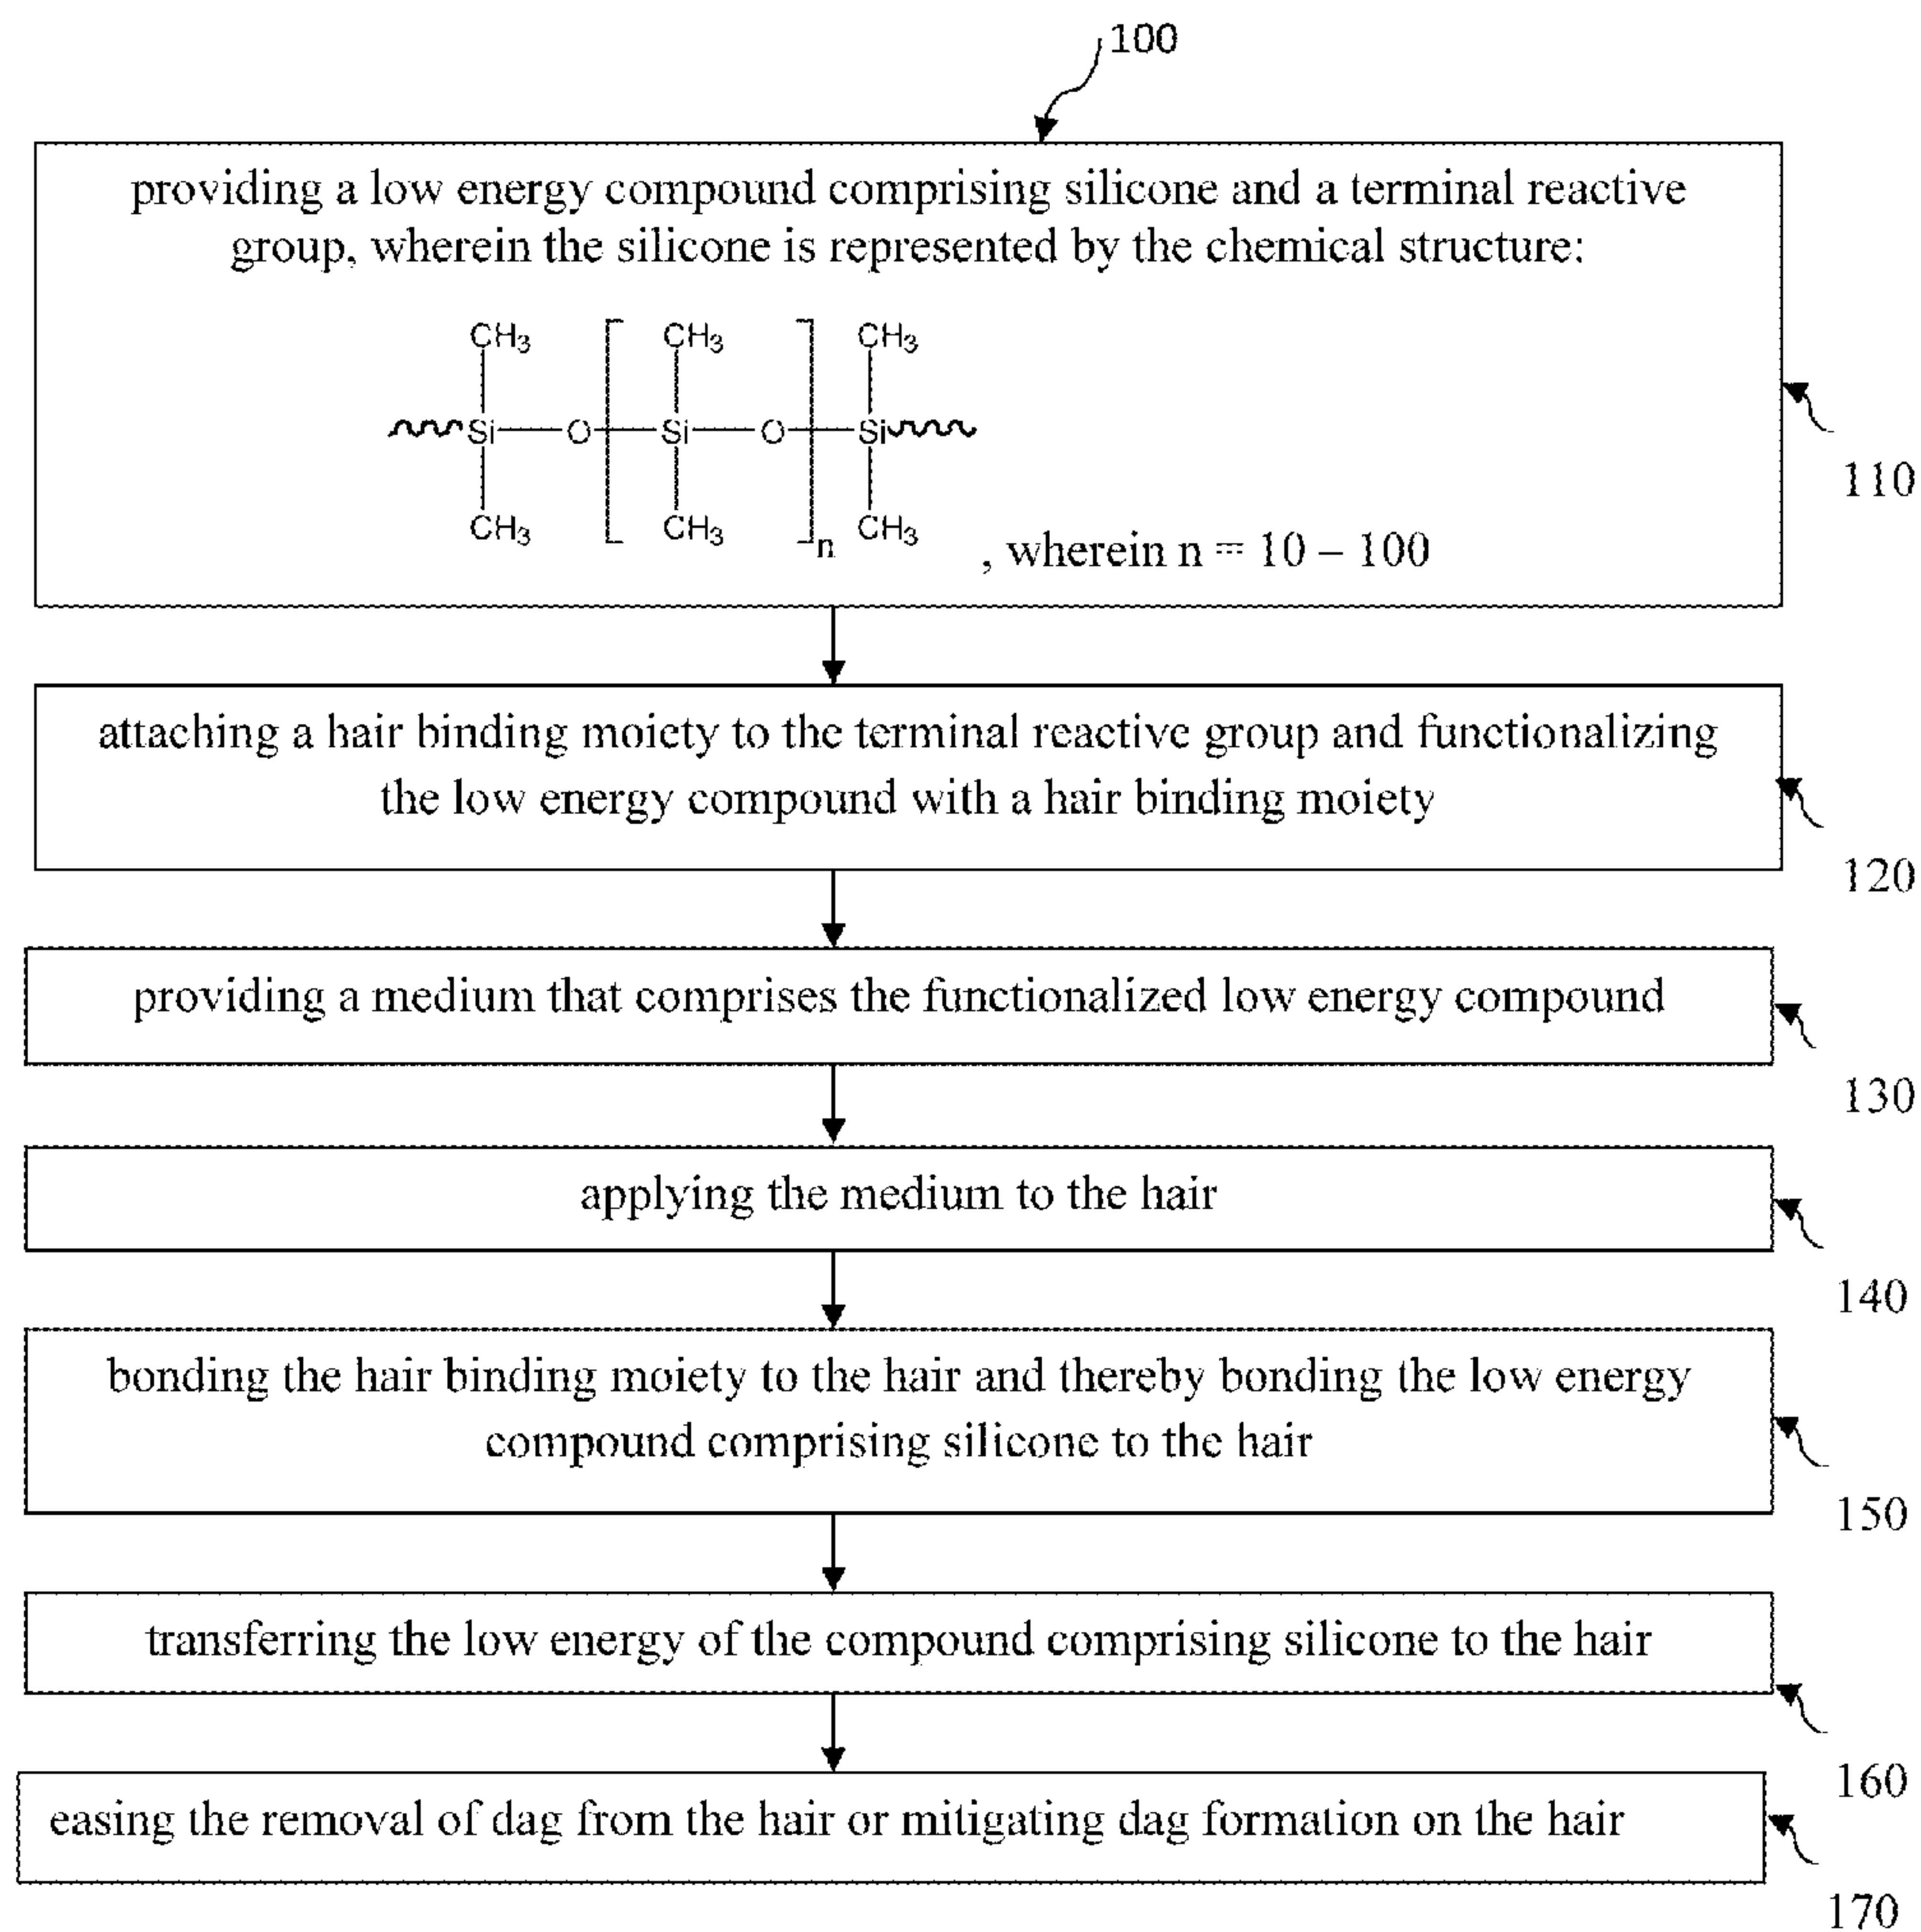 100
providing a low energy compound comprising silicone and a terminal reactive
group, wherein the silicone is represented by the chemical structure:
CH3 CH3 CH3
Si O Si O Si
CH3 CH3 CH3
n
, wherein n = 10 – 100
110
attaching a hair binding moiety to the terminal reactive group and functionalizing
the low energy compound with a hair binding moiety
120
providing a medium that comprises the functionalized low energy compound
130
applying the medium to the hair
140
bonding the hair binding moiety to the hair and thereby bonding the low energy
compound comprising silicone to the hair
150
transferring the low energy of the compound comprising silicone to the hair
160
easing the removal of dag from the hair or mitigating dag formation on the hair
170